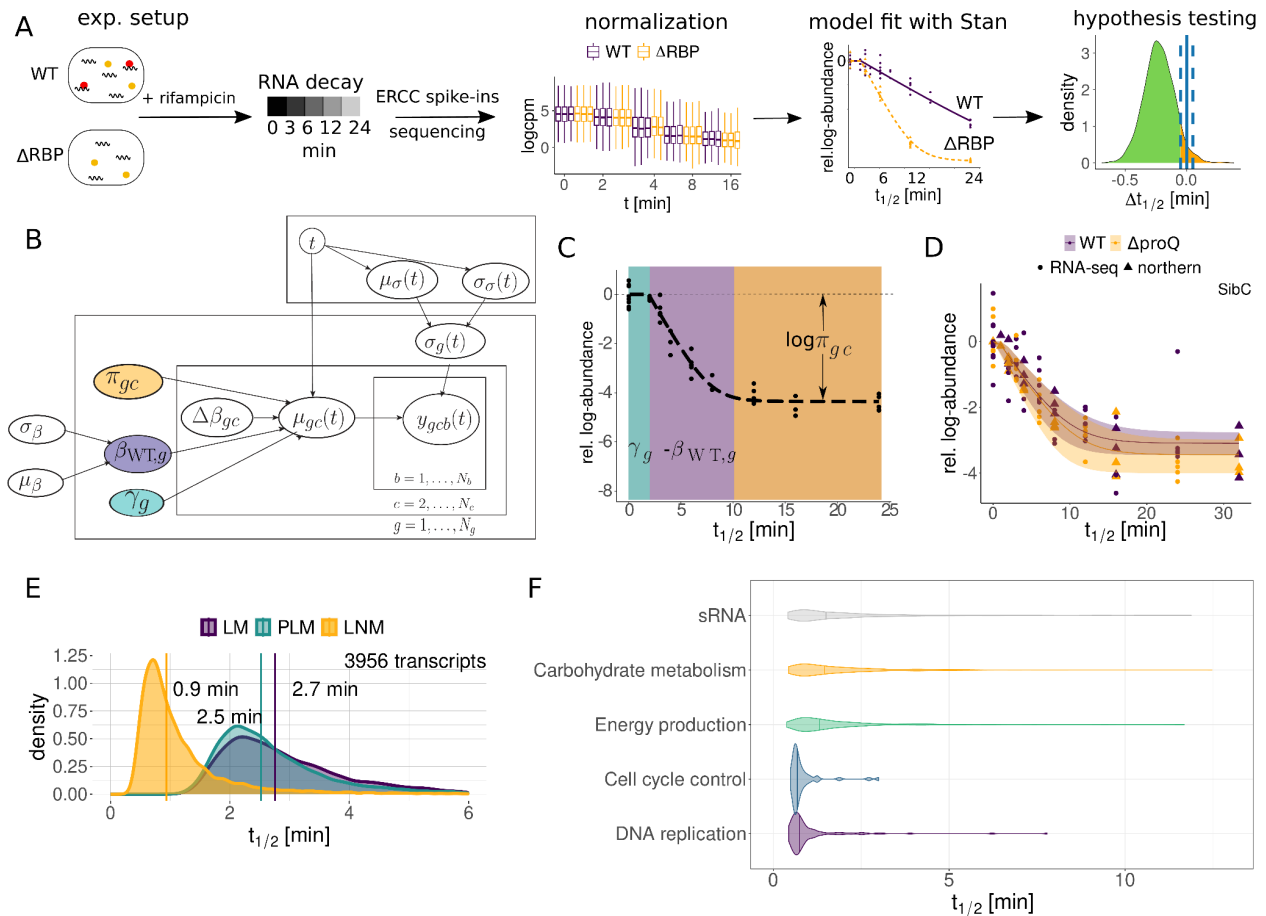 A
exp. setup
WT
ΔRBP
+ rifampicin
RNA decay
0 3 6 12 24
min
ERCC spike-ins
sequencing
normalization
WT ΔRBP
logcpm
5
0
0 2 4 8 16
t [min]
model fit with Stan
rel.log-abundance
0
WT
ΔRBP
0 6 12 24
t1/2 [min]
hypothesis testing
density
3
2
1
0
-0.5 0.0
Δt1/2 [min]
B
t
μσ(t)
σσ(t)
σg(t)
πgc
Δβgc
μgc(t)
ygcb(t)
σβ
βWT,g
μβ
γg
b = 1, . . . , Nb
c = 2, . . . , Nc
g = 1, . . . , Ng
C
rel. log-abundance
0
-2
-4
-6
-8
logπgc
γg -βWT,g
0 5 10 15 20 25
t1/2 [min]
D
WT ΔproQ
RNA-seq northern
SibC
rel. log-abundance
0
-2
-4
0 10 20 30
t1/2 [min]
E
LM PLM LNM
3956 transcripts
density
1.25
1.00
0.75
0.50
0.25
0.00
0.9 min
2.7 min
2.5 min
0 2 4 6
t1/2 [min]
F
sRNA
Carbohydrate metabolism
Energy production
Cell cycle control
DNA replication
0 5 10
t1/2 [min]